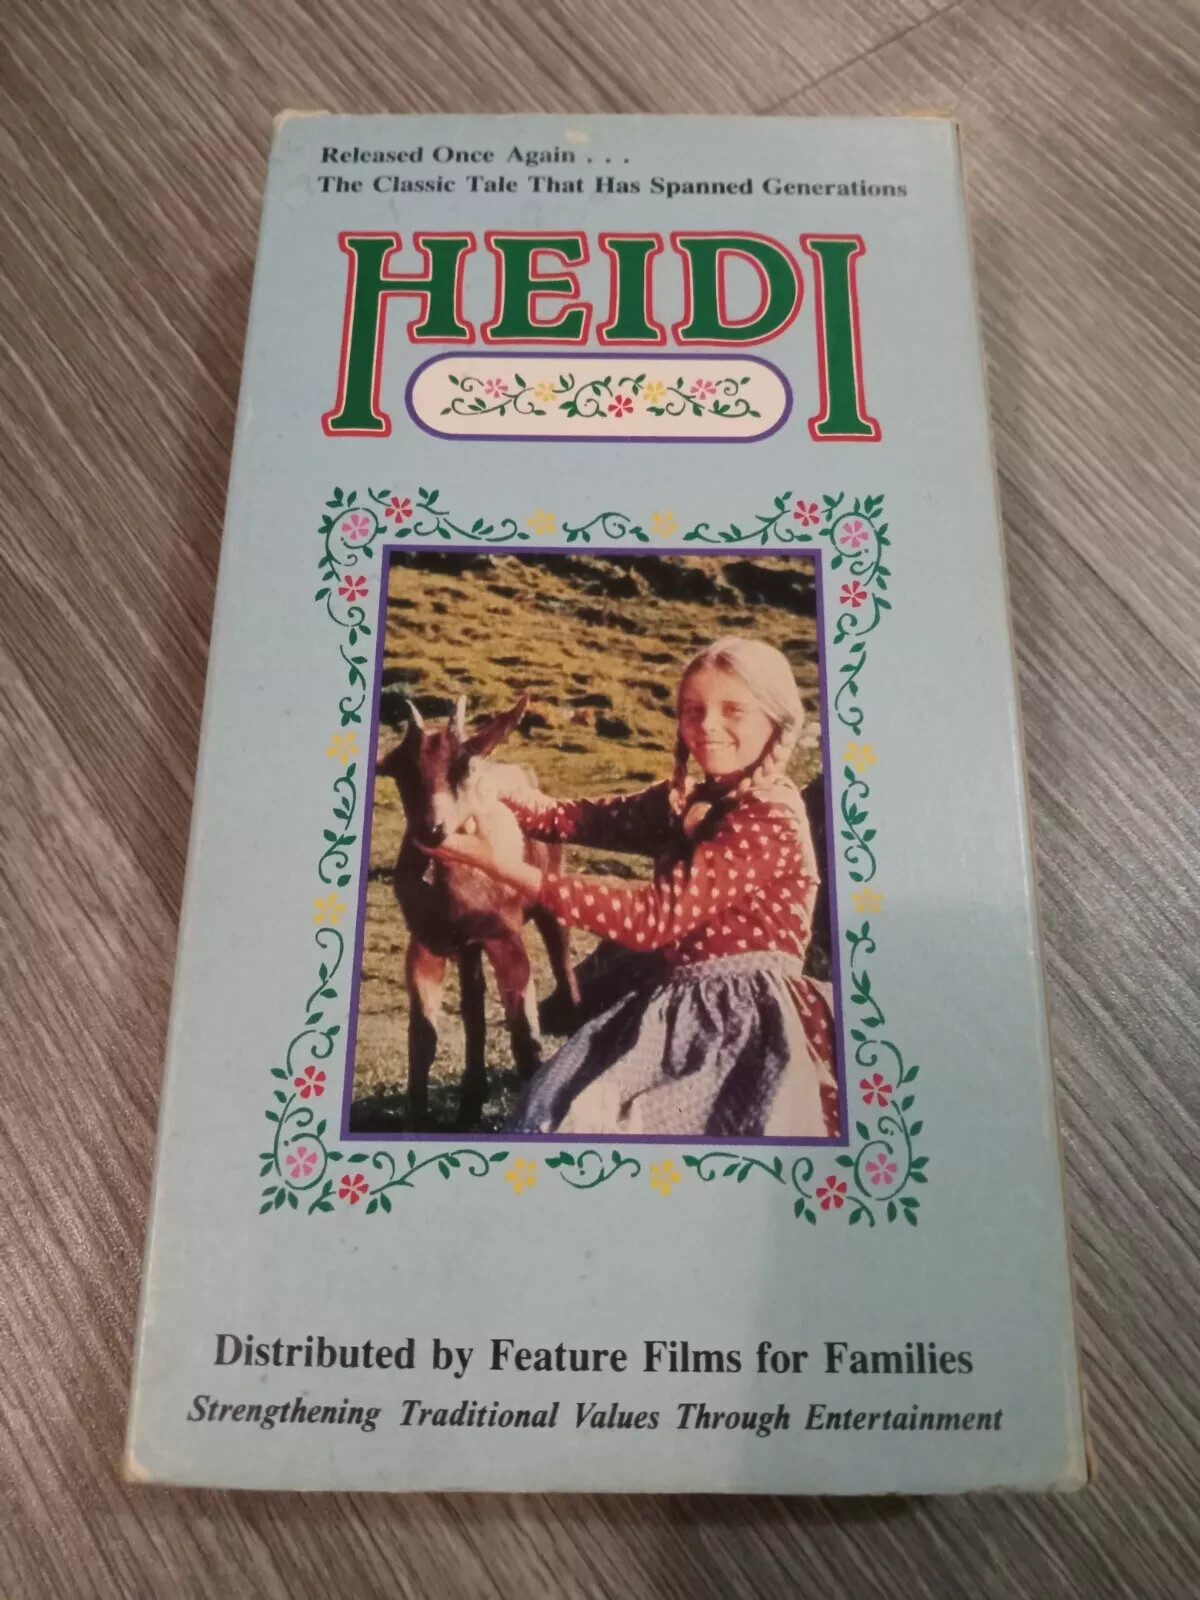 Released Once Again . . .
The Classic Tale That Has Spanned Generations
HEIDI
Distributed by Feature Films for Families
Strengthening Traditional Values Through Entertainment